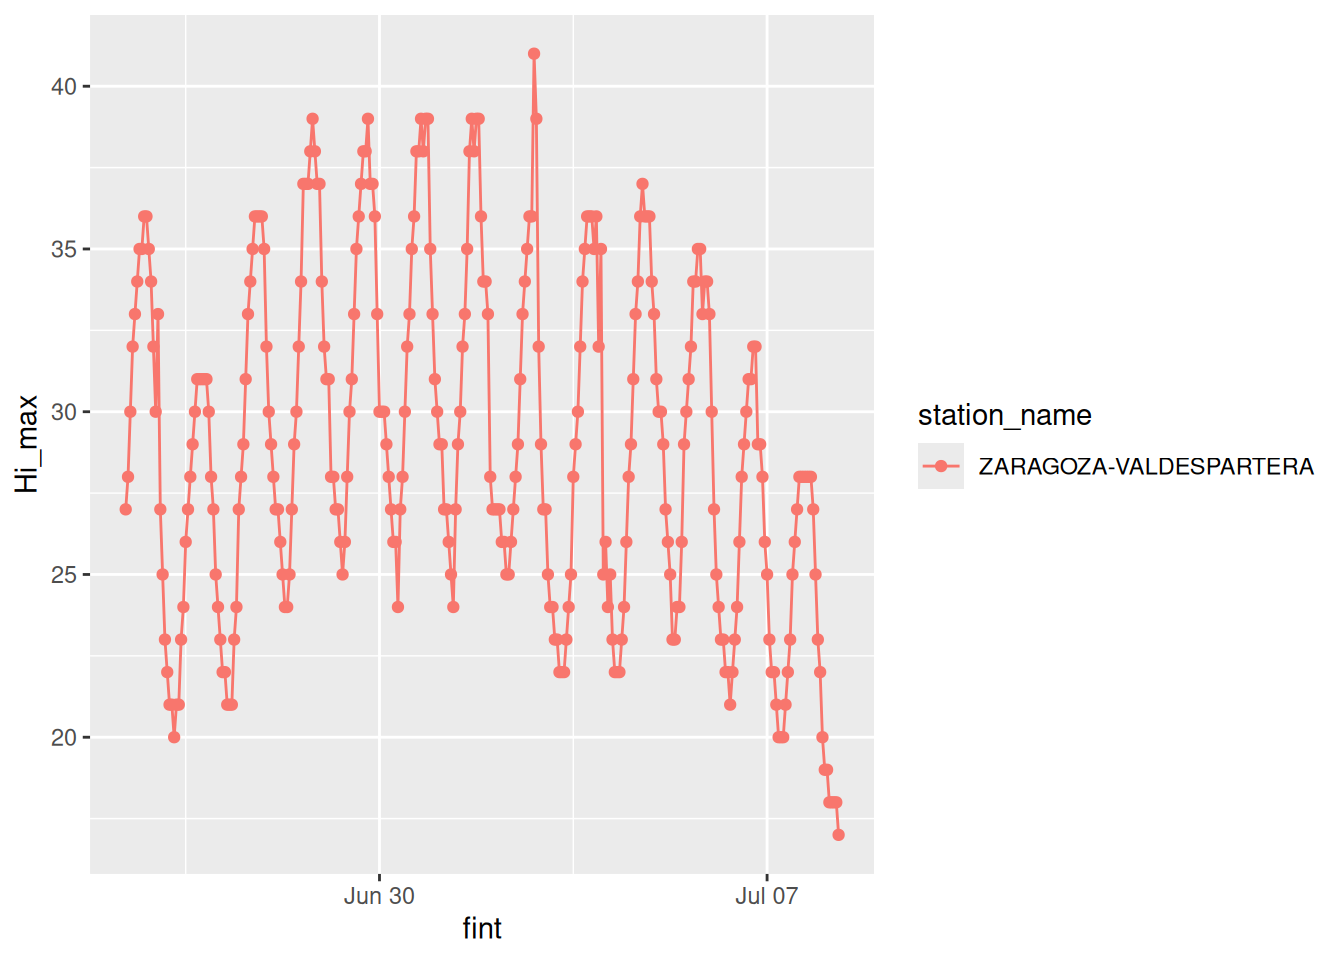 40
35
30
25
20
Hi_max
Jun 30
Jul 07
fint
station_name
ZARAGOZA-VALDESPARTERA